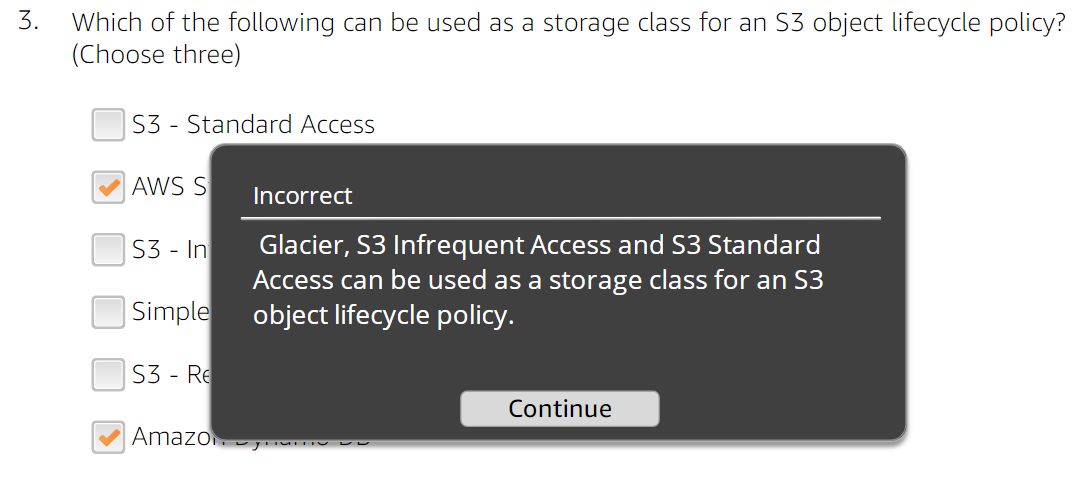 3. Which of the following can be used as a storage class for an S3 object lifecycle policy?
(Choose three)
S3 - Standard Access
AWS S
Incorrect
S3 - In
Glacier, S3 Infrequent Access and S3 Standard
Access can be used as a storage class for an S3
Simple
object lifecycle policy.
S3 - Re
Continue
Amazon Dynamo DB